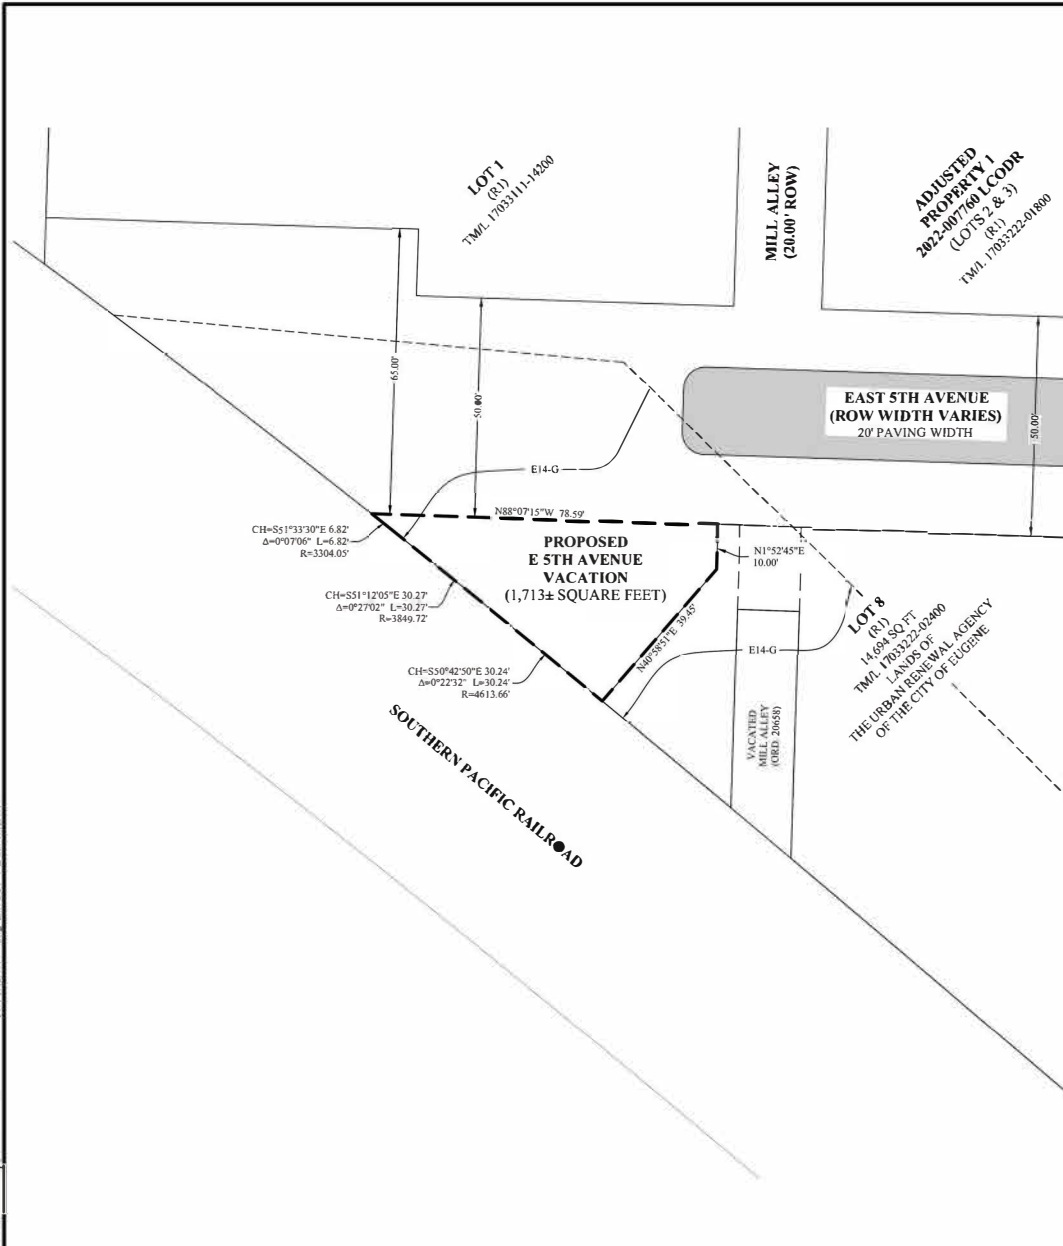 LOT 1
(R1)
TM/L 17033111-14200
MILL ALLEY
(20.00' ROW)
ADJUSTED
PROPERTY 1
2022-007760 LCODR
(LOTS 2 & 3)
(R1)
TM/L 17033222-01800
65.00'
50.00'
EAST 5TH AVENUE
(ROW WIDTH VARIES)
20' PAVING WIDTH
50.00'
E14-G
N88°07'15"W 78.59'
CH=S51°33'30"E 6.82'
Δ=0°07'06" L=6.82'
R=3304.05'
PROPOSED
E 5TH AVENUE
VACATION
(1,713± SQUARE FEET)
N1°52'45"E
10.00'
CH=S51°12'05"E 30.27'
Δ=0°27'02" L=30.27'
R=3849.72'
N40°58'51"E 39.45'
CH=S50°42'50"E 30.24'
Δ=0°22'32" L=30.24'
R=4613.66'
E14-G
LOT 8
(R1)
14,694 SQ FT
TM/L 17033222-02400
LANDS OF
THE URBAN RENEWAL AGENCY
OF THE CITY OF EUGENE
VACATED
MILL ALLEY
(ORD. 20658)
SOUTHERN PACIFIC RAILROAD